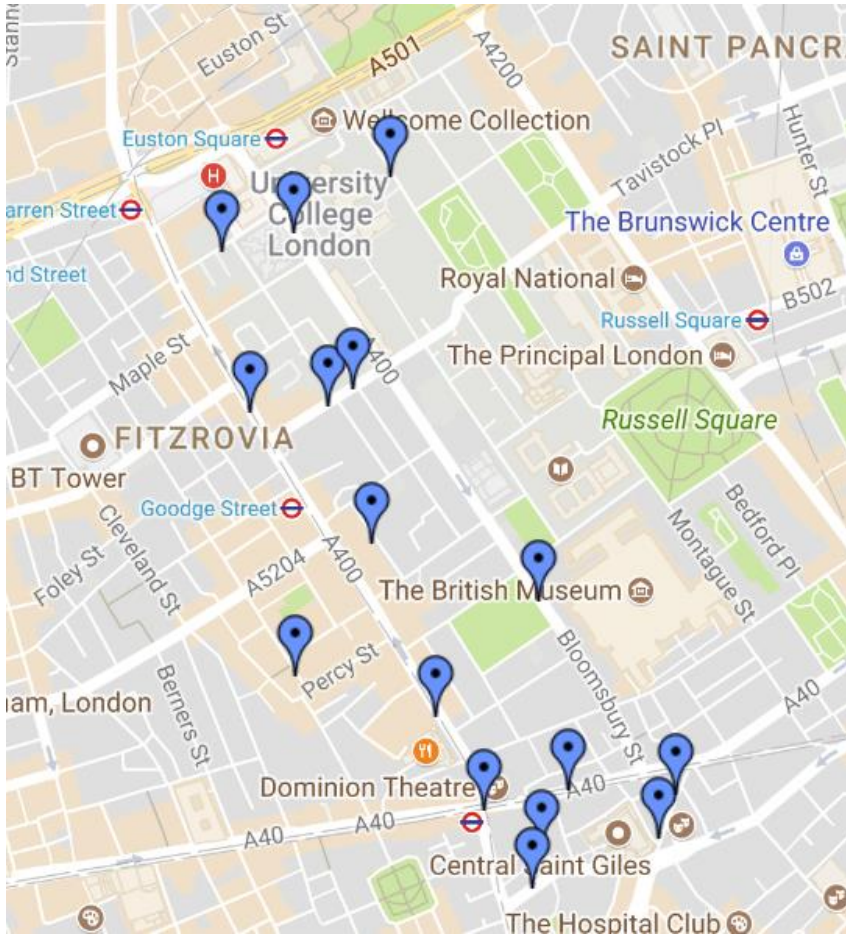 Stann
Euston St
A501
A4200
SAINT PANCR
Wellcome Collection
Euston Square
Hunter St
Tavistock Pl
H
University
College
London
arren Street
The Brunswick Centre
nd Street
Royal National
B502
Russell Square
Maple St
400
The Principal London
Russell Square
FITZROVIA
BT Tower
Goodge Street
Cleveland St
Bedford Pl
Montague St
A400
Foley St
A5204
The British Museum
Percy St
Bloomsbury St
Berners St
am, London
A40
Dominion Theatre
A40
A40
A40
Central Saint Giles
The Hospital Club